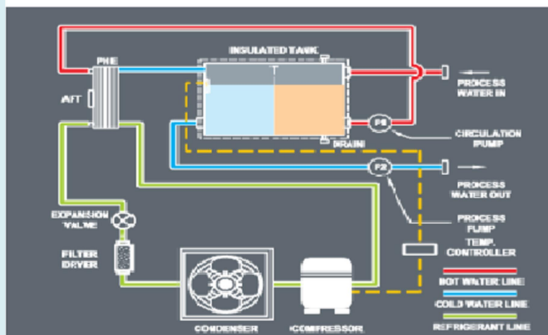 INSULATED TANK
PHE
AFT
PROCESS
WATER IN
P1
CIRCULATION
PUMP
DRAIN
P2
PROCESS
WATER OUT
PROCESS
PUMP
EXPANSION
VALVE
TEMP.
CONTROLLER
FILTER
DRYER
HOT WATER LINE
COLD WATER LINE
REFRIGERANT LINE
CONDENSER
COMPRESSOR